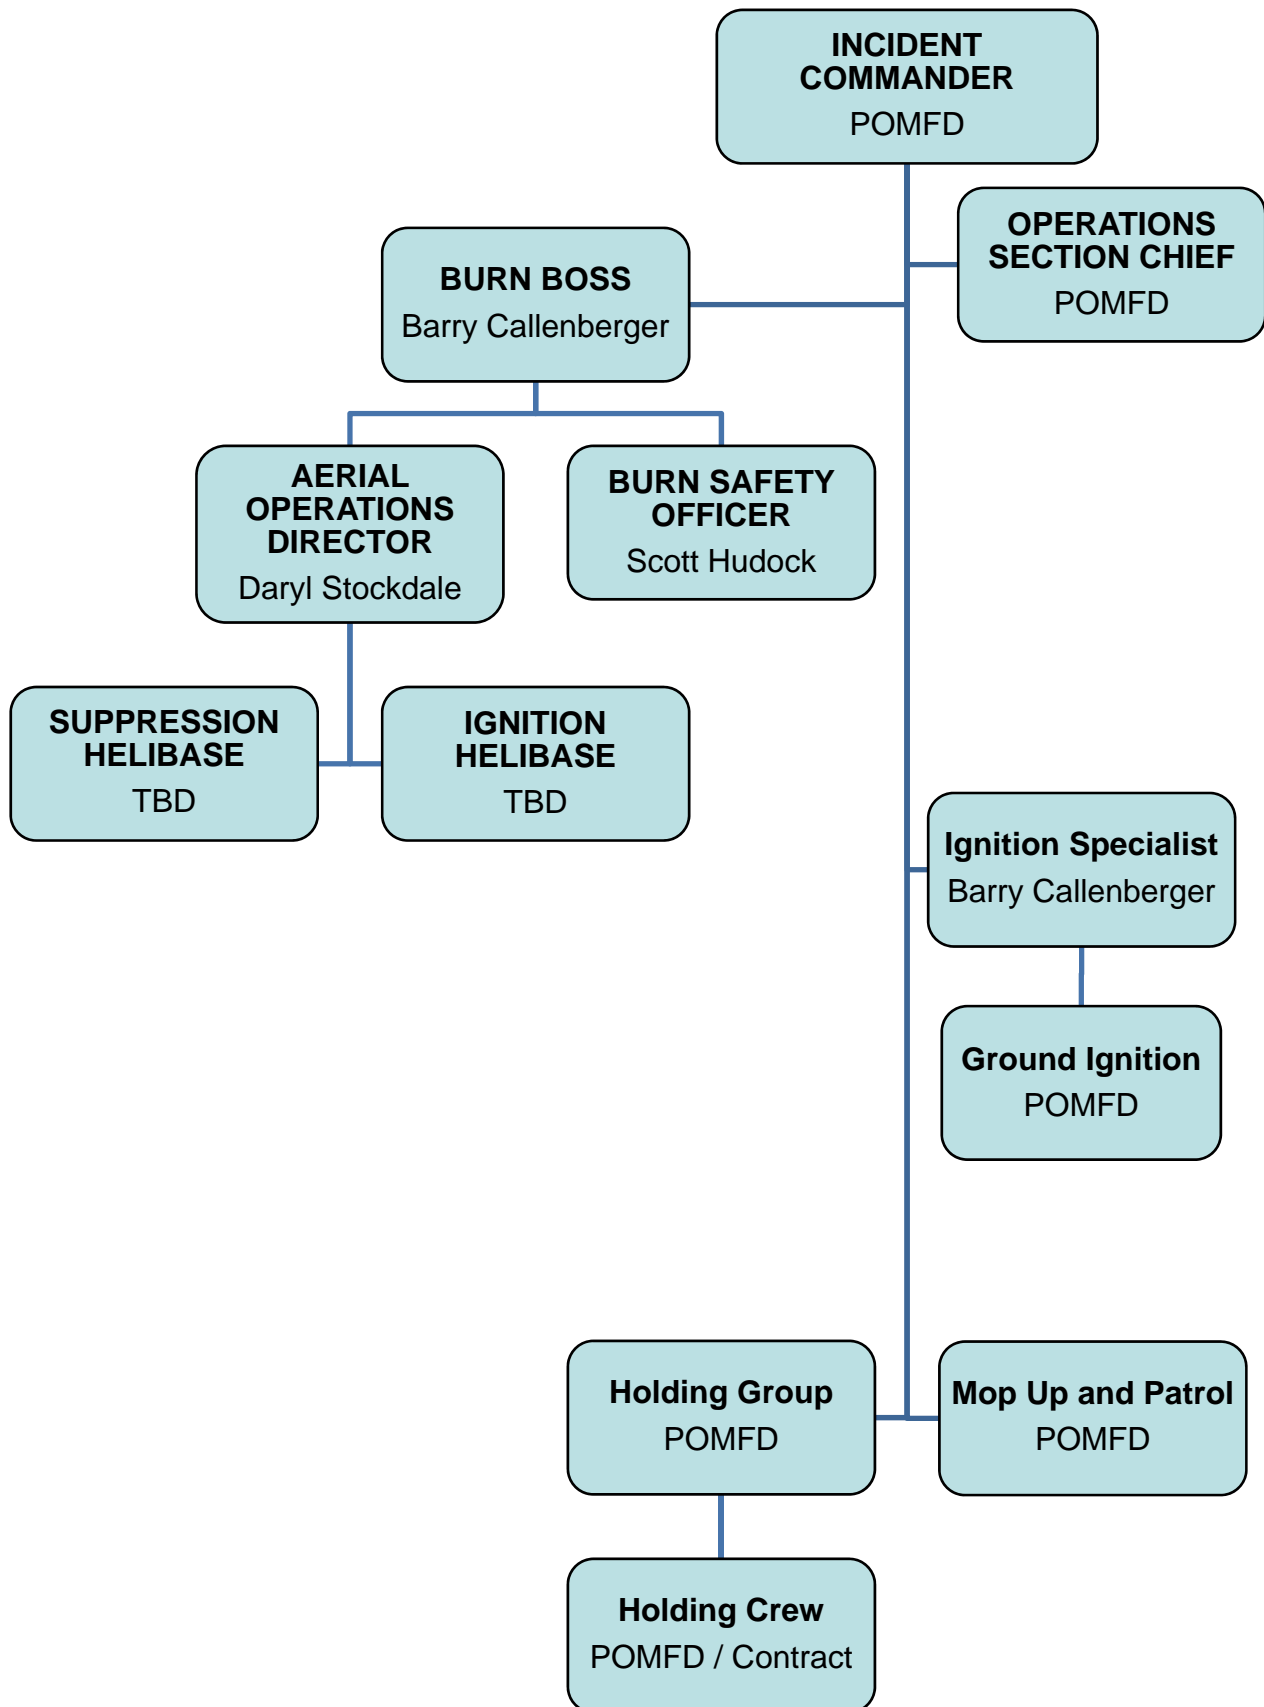 INCIDENT
COMMANDER
POMFD
OPERATIONS
SECTION CHIEF
POMFD
BURN BOSS
Barry Callenberger
AERIAL
OPERATIONS
DIRECTOR
Daryl Stockdale
BURN SAFETY
OFFICER
Scott Hudock
SUPPRESSION
HELIBASE
TBD
IGNITION
HELIBASE
TBD
Ignition Specialist
Barry Callenberger
Ground Ignition
POMFD
Holding Group
POMFD
Mop Up and Patrol
POMFD
Holding Crew
POMFD / Contract